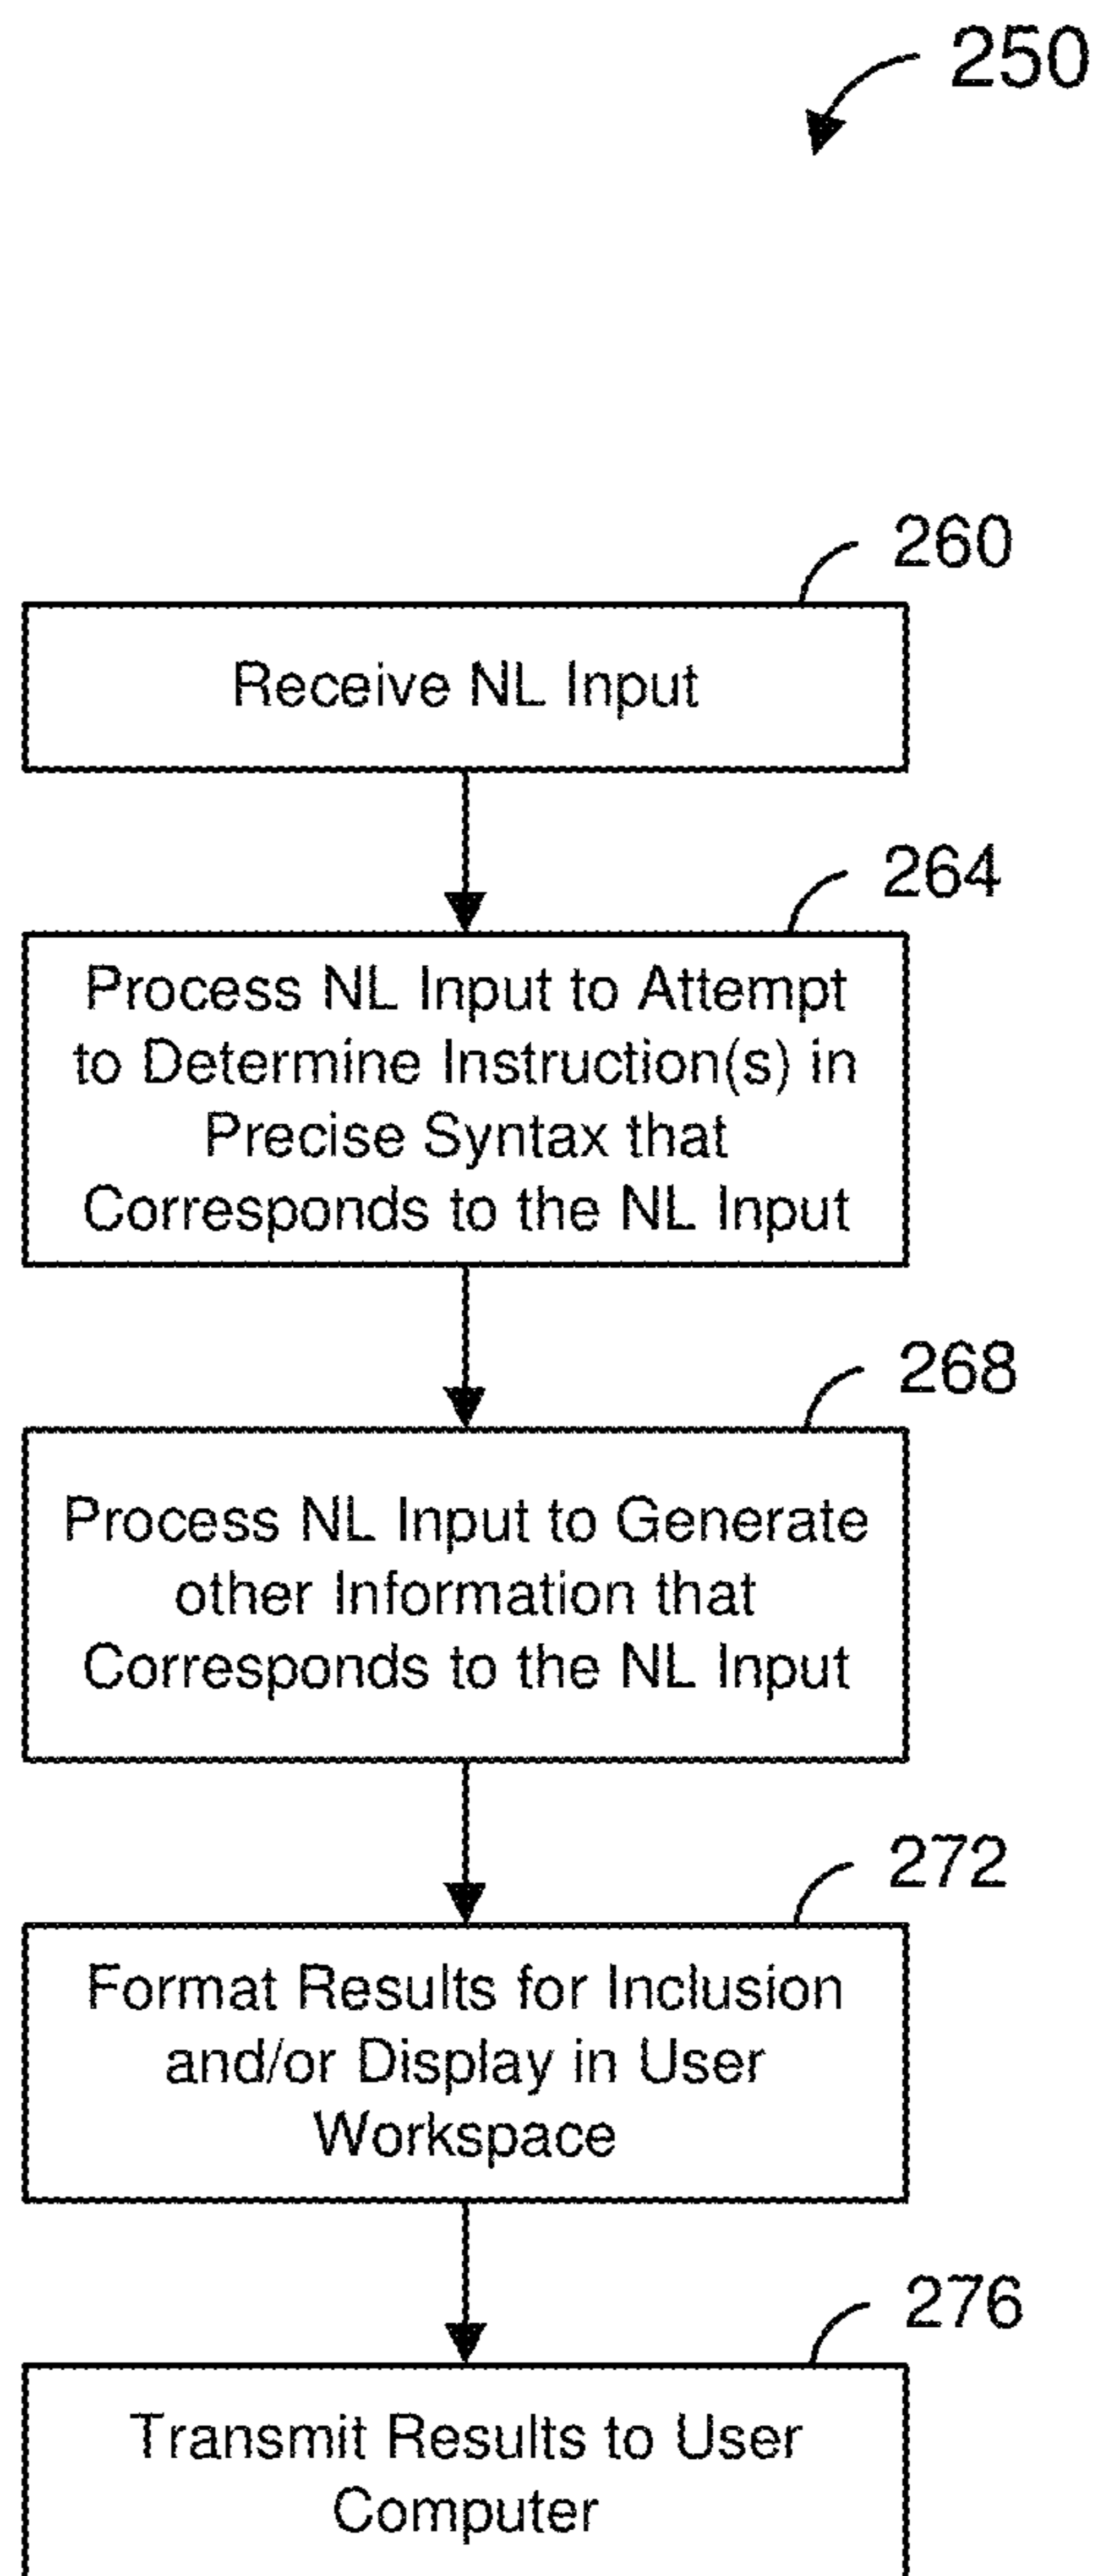 250
260
Receive NL Input
264
Process NL Input to Attempt
to Determine Instruction(s) in
Precise Syntax that
Corresponds to the NL Input
268
Process NL Input to Generate
other Information that
Corresponds to the NL Input
272
Format Results for Inclusion
and/or Display in User
Workspace
276
Transmit Results to User
Computer